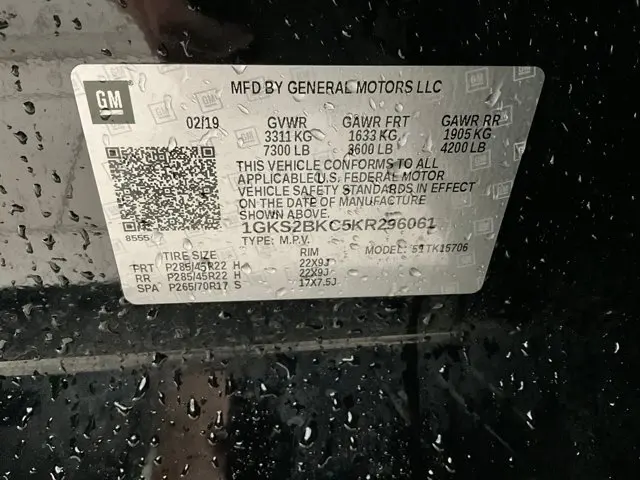 GM
MFD BY GENERAL MOTORS LLC
02/19 GVWR GAWR FRT GAWR RR
3311 KG 1633 KG 1905 KG
7300 LB 3600 LB 4200 LB
THIS VEHICLE CONFORMS TO ALL
APPLICABLE U.S. FEDERAL MOTOR
VEHICLE SAFETY STANDARDS IN EFFECT
ON THE DATE OF MANUFACTURE
SHOWN ABOVE.
8555
1GKS2BKC5KR296061
TYPE: M.P.V. MODEL: TK15706
TIRE SIZE RIM
FRT P285/45R22 H 22X9J
RR P285/45R22 H 22X9J
SPA P265/70R17 S 17X7.5J